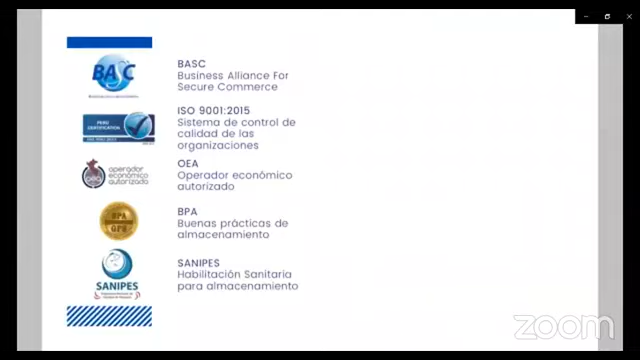 BASC
BASC
Business Alliance For
Secure Commerce
PERU
CERTIFICATION
ISO 9001:2015
Sistema de control de
calidad de las
organizaciones
oea
operador
económico
autorizado
OEA
Operador económico
autorizado
BPA
GPS
BPA
Buenas prácticas de
almacenamiento
SANIPES
SANIPES
Habilitación Sanitaria
para almacenamiento
zoom